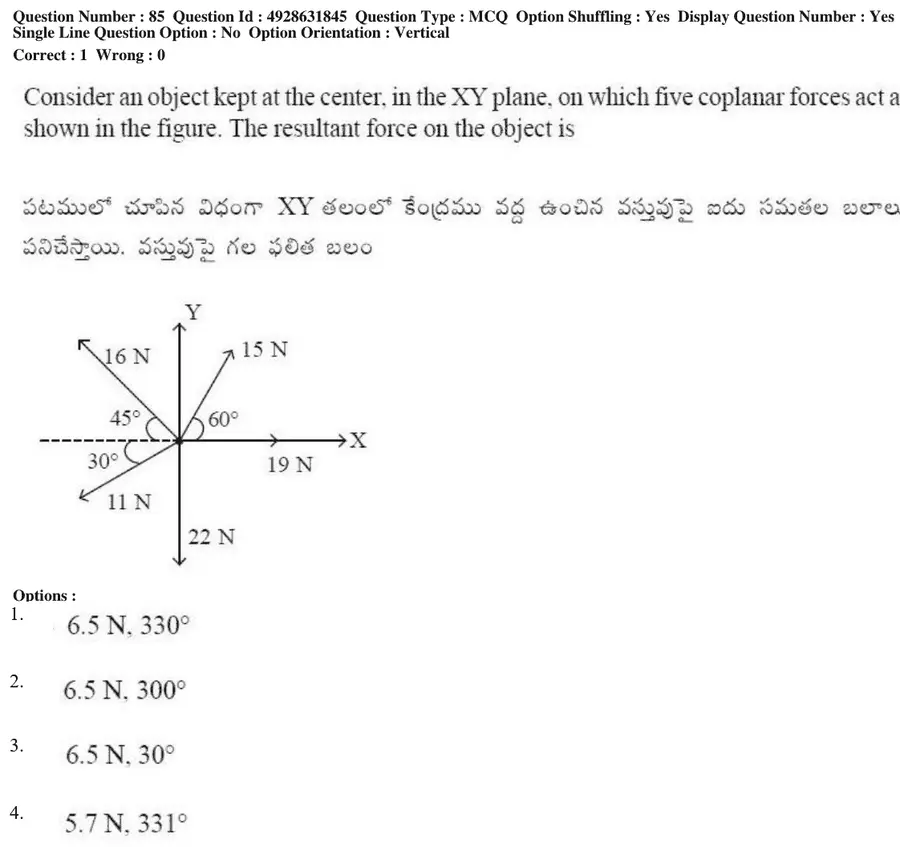 Question Number : 85 Question Id : 4928631845 Question Type : MCQ Option Shuffling : Yes Display Question Number : Yes
Single Line Question Option : No Option Orientation : Vertical
Correct : 1 Wrong : 0
Consider an object kept at the center, in the XY plane, on which five coplanar forces act a
shown in the figure. The resultant force on the object is
పటములో చూపిన విధంగా XY తలంలో కేంద్రము వద్ద ఉంచిన వస్తువుపై ఐదు సమతల బలాలు
పనిచేస్తాయి. వస్తువుపై గల ఫలిత బలం
Y
16 N
15 N
45°
60°
X
30°
19 N
11 N
22 N
Options :
1. 6.5 N, 330°
2. 6.5 N, 300°
3. 6.5 N, 30°
4. 5.7 N, 331°